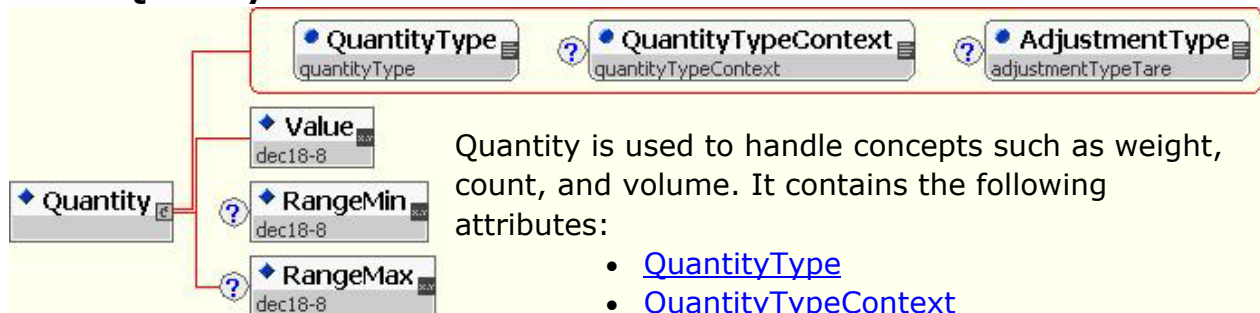 QuantityType
quantityType
? QuantityTypeContext
quantityTypeContext
? AdjustmentType
adjustmentTypeTare
Value
dec18-8
Quantity
? RangeMin
dec18-8
? RangeMax
dec18-8
Quantity is used to handle concepts such as weight,
count, and volume. It contains the following
attributes:
• QuantityType
• QuantityTypeContext